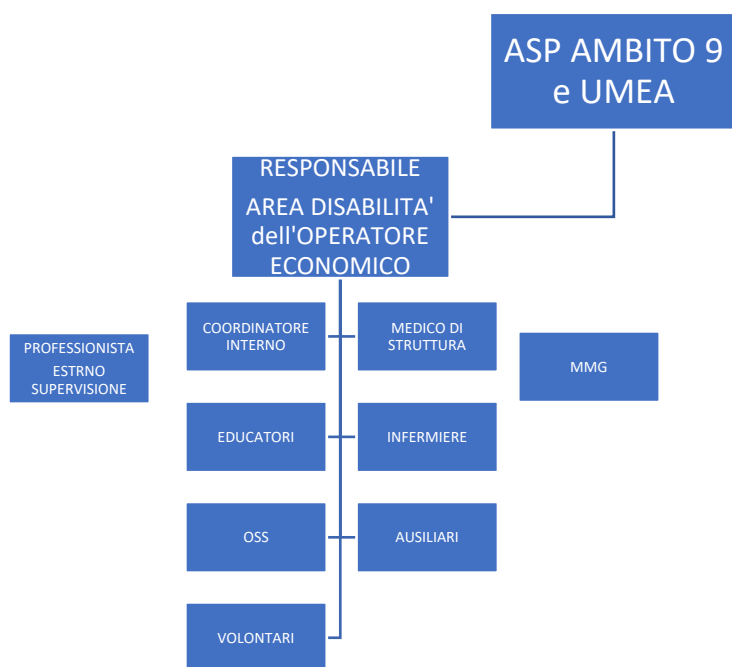 ASP AMBITO 9
e UMEA
RESPONSABILE
AREA DISABILITA'
dell'OPERATORE
ECONOMICO
COORDINATORE
INTERNO
MEDICO DI
STRUTTURA
PROFESSIONISTA
ESTRNO
SUPERVISIONE
MMG
EDUCATORI
INFERMIERE
OSS
AUSILIARI
VOLONTARI